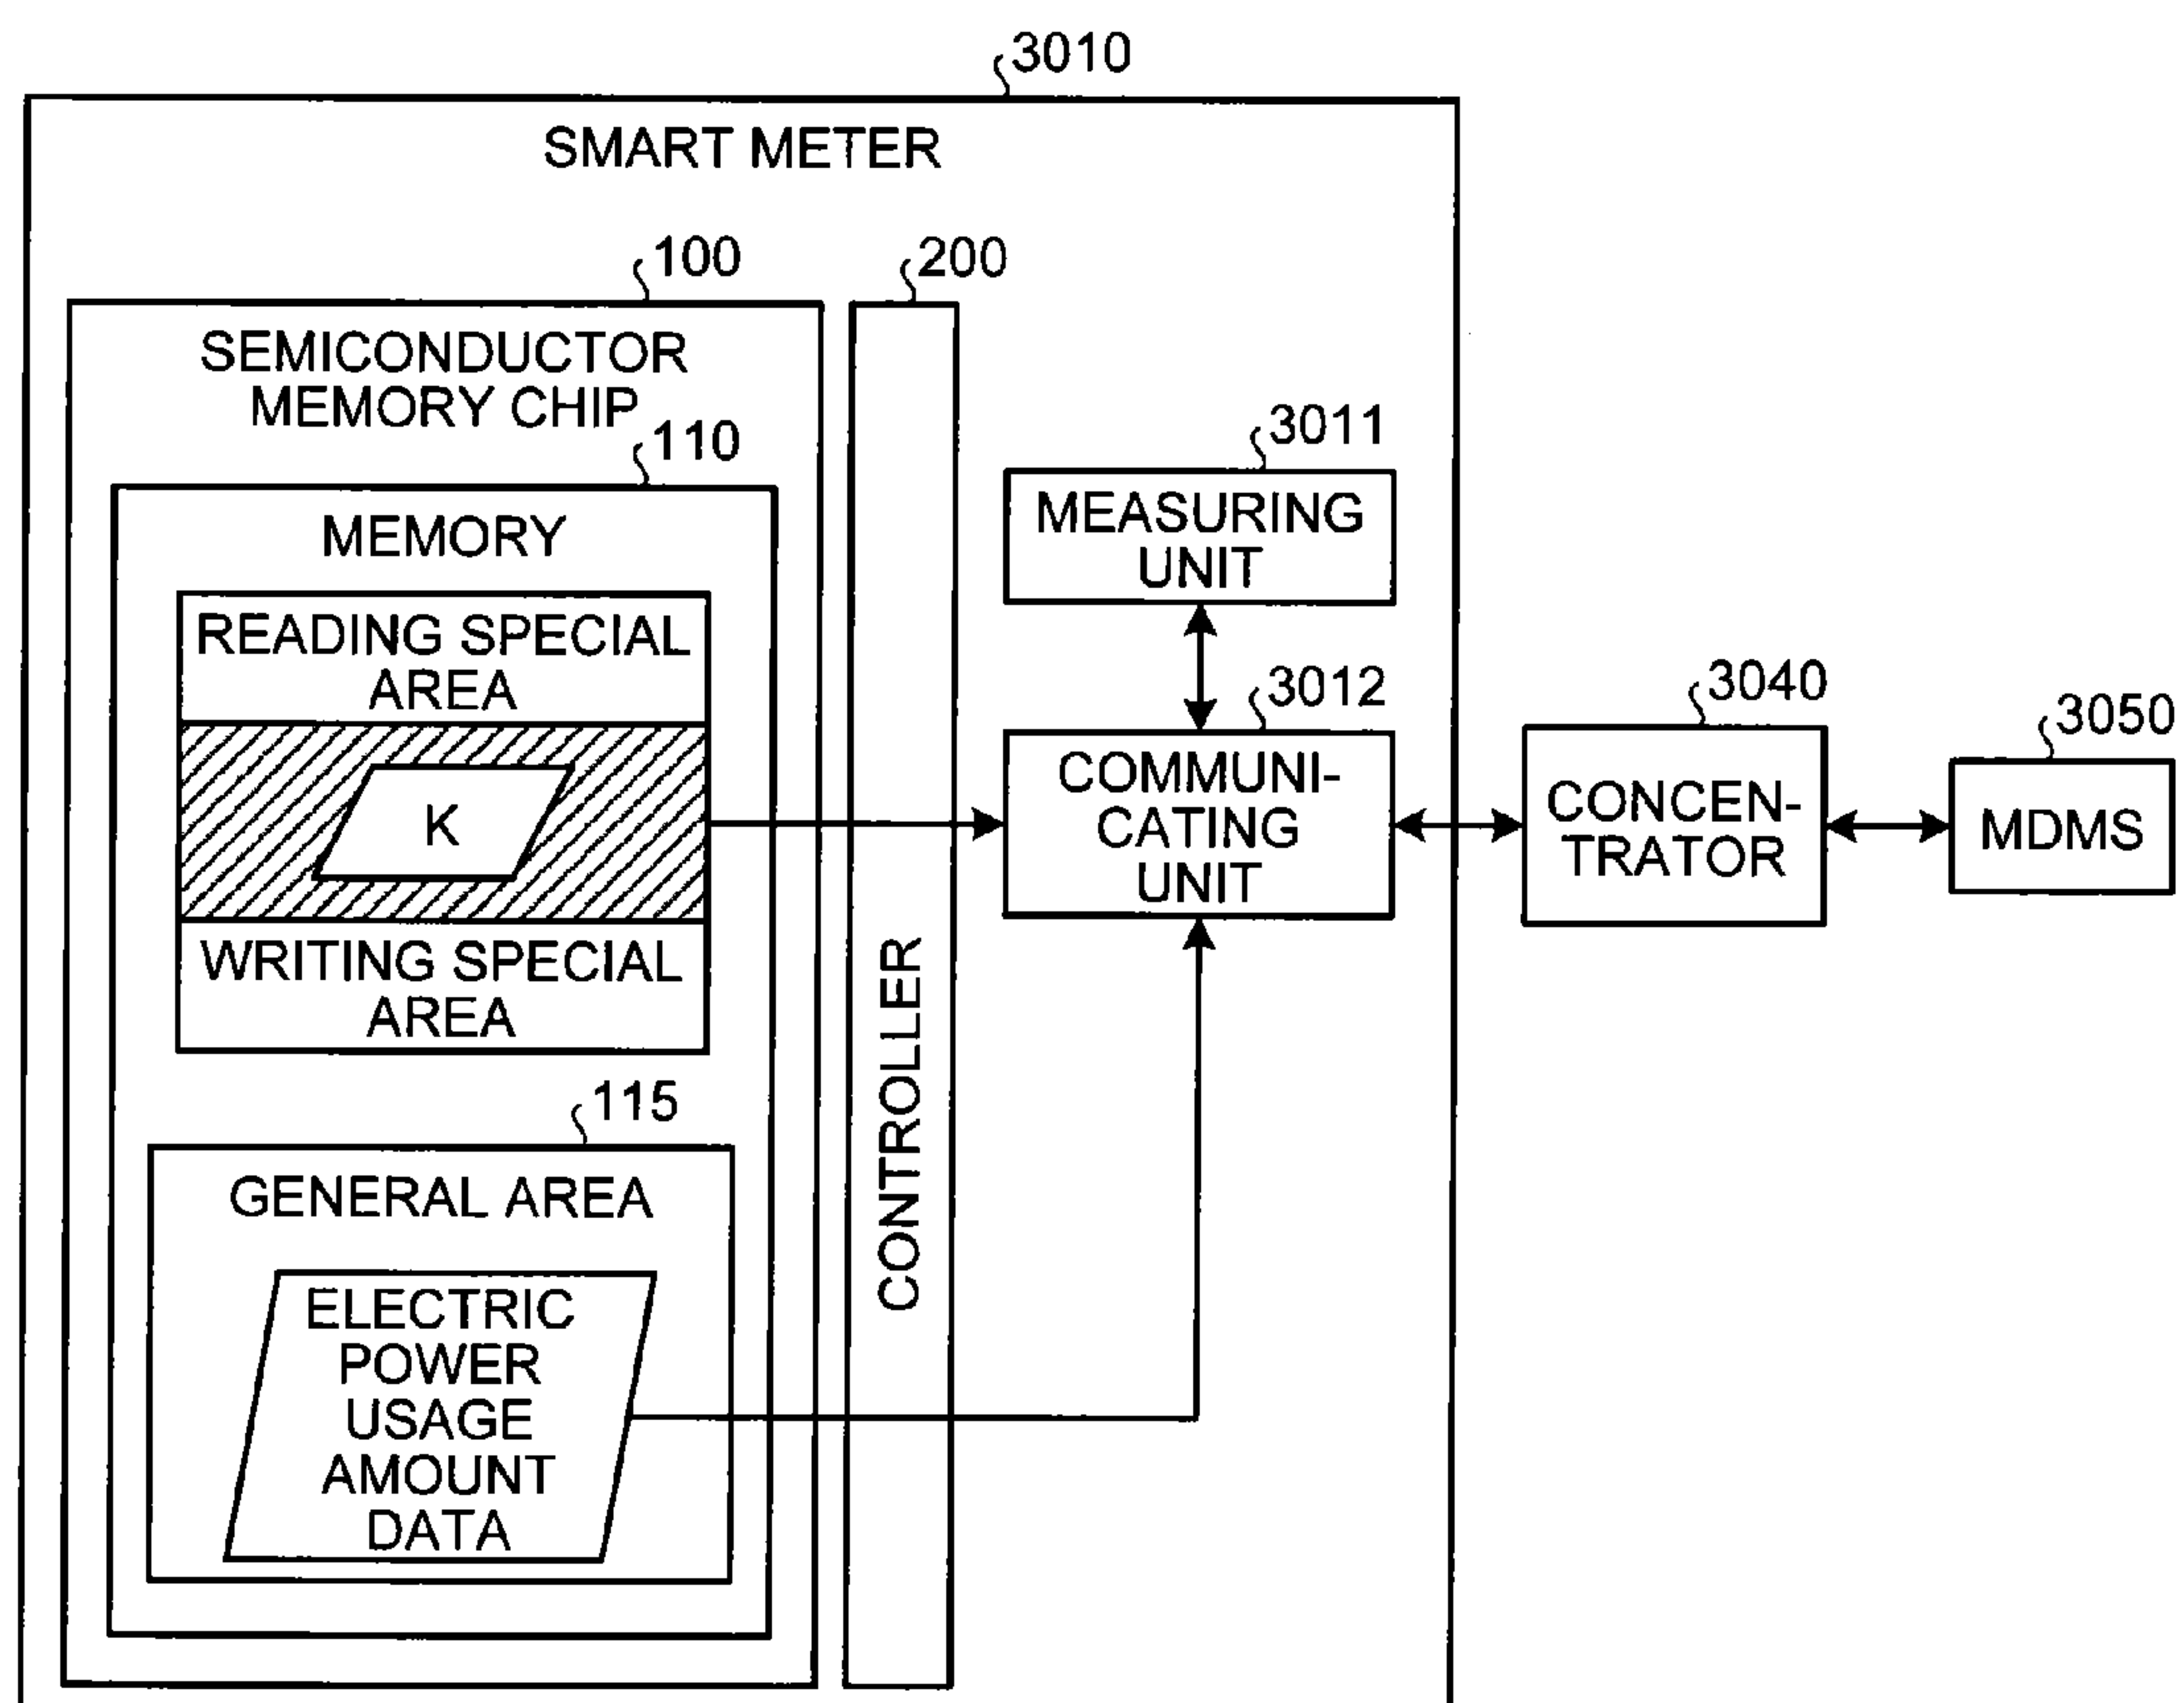 3010
SMART METER
100
200
SEMICONDUCTOR
MEMORY CHIP
110
MEMORY
READING SPECIAL
AREA
K
WRITING SPECIAL
AREA
115
GENERAL AREA
ELECTRIC
POWER
USAGE
AMOUNT
DATA
CONTROLLER
3011
MEASURING
UNIT
3012
COMMUNI-
CATING
UNIT
3040
CONCEN-
TRATOR
3050
MDMS